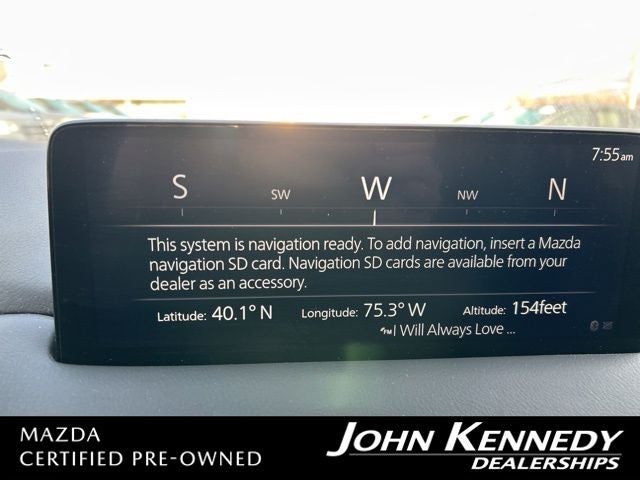 7:55am
S SW W NW N
This system is navigation ready. To add navigation, insert a Mazda
navigation SD card. Navigation SD cards are available from your
dealer as an accessory.
Latitude: 40.1° N Longitude: 75.3° W Altitude: 154feet
FM I Will Always Love ...
MAZDA
CERTIFIED PRE-OWNED
JOHN KENNEDY
DEALERSHIPS